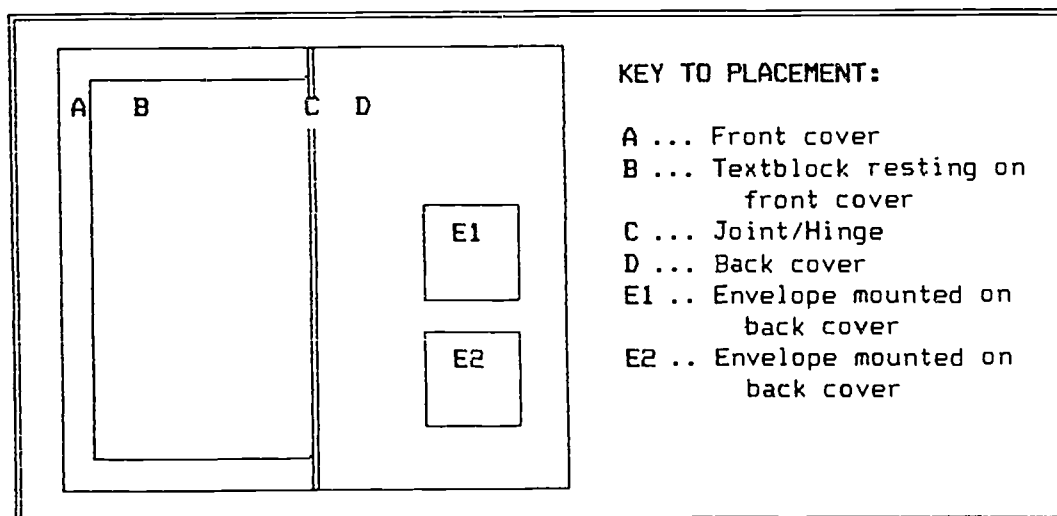 A B C D
E1
E2
KEY TO PLACEMENT:
A ... Front cover
B ... Textblock resting on
front cover
C ... Joint/Hinge
D ... Back cover
E1 .. Envelope mounted on
back cover
E2 .. Envelope mounted on
back cover